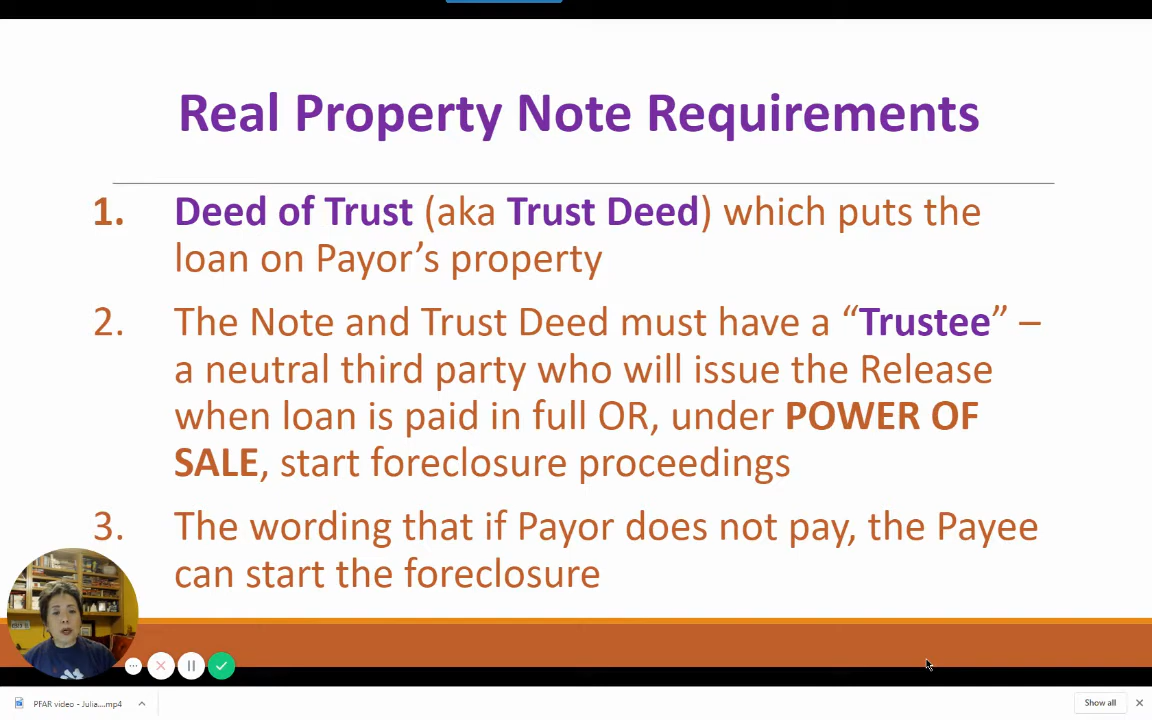 Real Property Note Requirements
1. Deed of Trust (aka Trust Deed) which puts the
loan on Payor’s property
2. The Note and Trust Deed must have a “Trustee” –
a neutral third party who will issue the Release
when loan is paid in full OR, under POWER OF
SALE, start foreclosure proceedings
3. The wording that if Payor does not pay, the Payee
can start the foreclosure
PFAR video - Julia....mp4
Show all